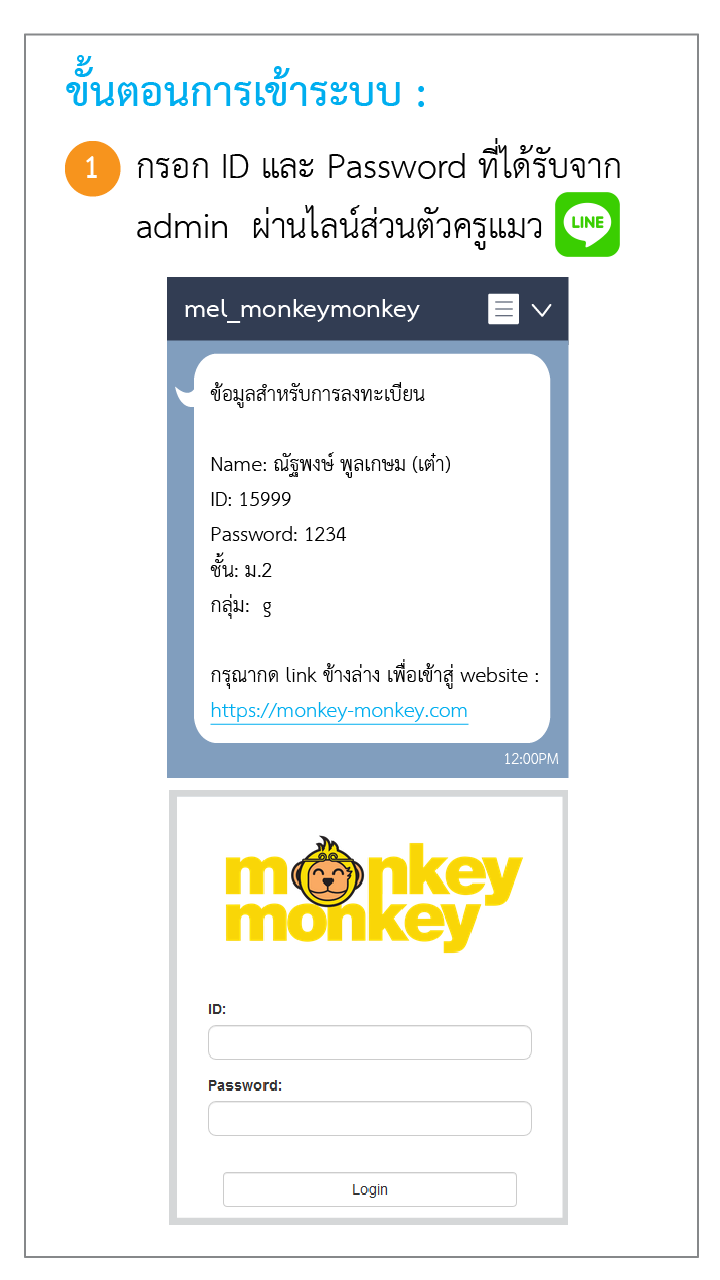 ขั้นตอนการเข้าระบบ :
1 กรอก ID และ Password ที่ได้รับจาก
admin ผ่านไลน์ส่วนตัวครูแมว LINE
mel_monkeymonkey
ข้อมูลสำหรับการลงทะเบียน
Name: ณัฐพงษ์ พูลเกษม (เต๋า)
ID: 15999
Password: 1234
ชั้น: ม.2
กลุ่ม: g
กรุณากด link ข้างล่าง เพื่อเข้าสู่ website :
https://monkey-monkey.com
12:00PM
monkey
monkey
ID:
Password:
Login